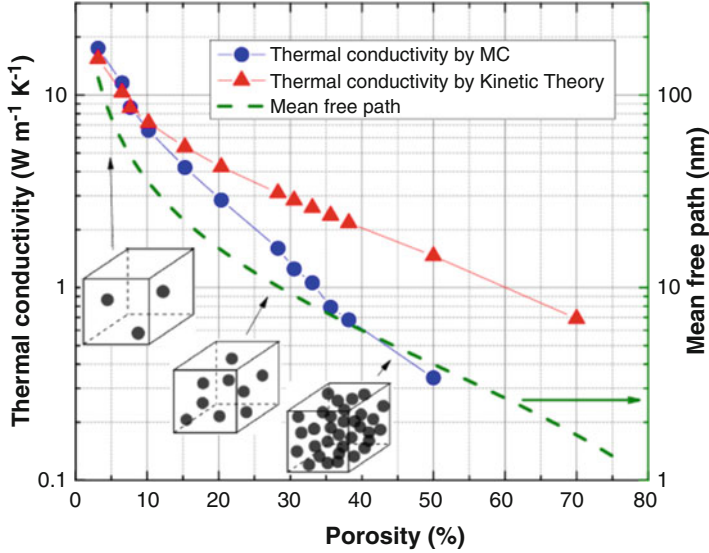 Thermal conductivity by MC
Thermal conductivity by Kinetic Theory
Mean free path
Thermal conductivity (W m⁻¹ K⁻¹)
10
1
0.1
Mean free path (nm)
100
10
1
0 10 20 30 40 50 60 70 80
Porosity (%)